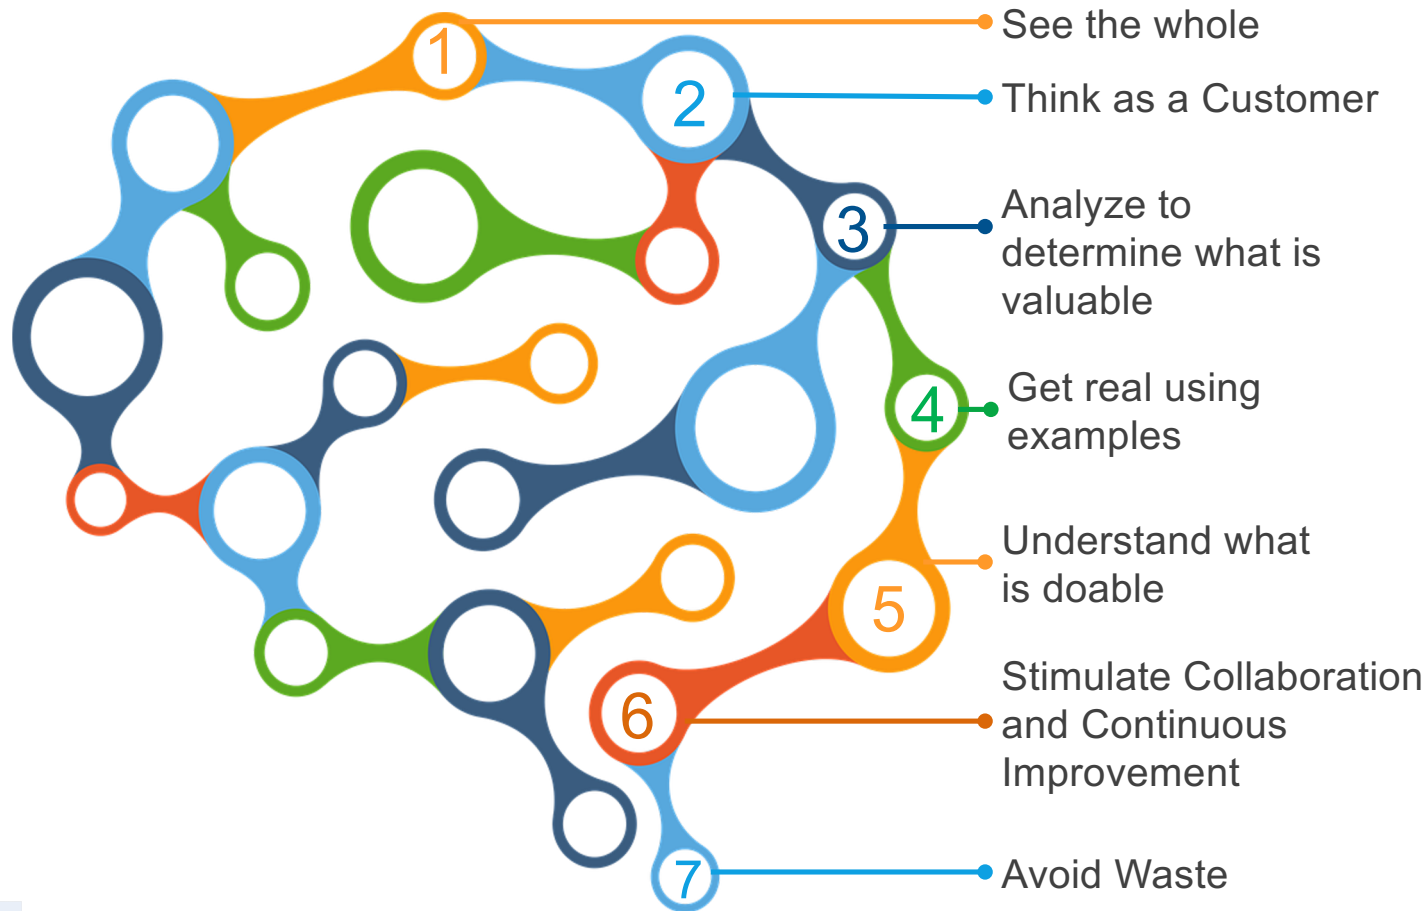 1
See the whole
2
Think as a Customer
3
Analyze to
determine what is
valuable
4
Get real using
examples
5
Understand what
is doable
6
Stimulate Collaboration
and Continuous
Improvement
7
Avoid Waste